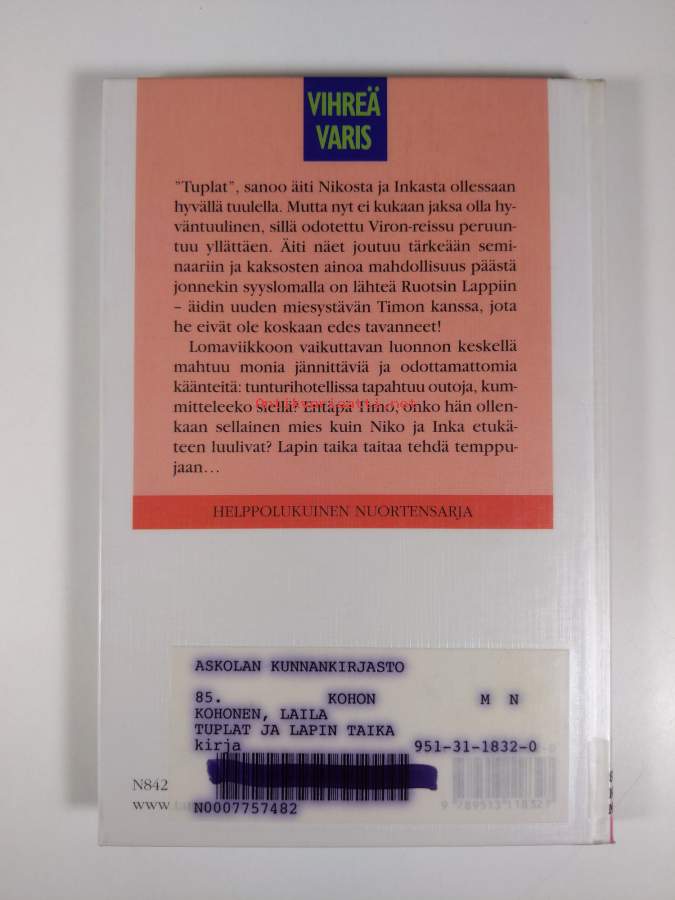 VIHREÄ
VARIS
"Tuplat", sanoo äiti Nikosta ja Inkasta ollessaan
hyvällä tuulella. Mutta nyt ei kukaan jaksa olla hy-
väntuulinen, sillä odotettu Viron-reissu peruun-
tuu yllättäen. Äiti näet joutuu tärkeään semi-
naariin ja kaksosten ainoa mahdollisuus päästä
jonnekin syyslomalla on lähteä Ruotsin Lappiin
– äidin uuden miesystävän Timon kanssa, jota
he eivät ole koskaan edes tavanneet!
Lomaviikkoon vaikuttavan luonnon keskellä
mahtuu monia jännittäviä ja odottamattomia
käänteitä: tunturihotellissa tapahtuu outoja, kum-
mitteleeko siellä? Entäpä Timo, onko hän ollen-
kaan sellainen mies kuin Niko ja Inka etukä-
teen luulivat? Lapin taika taitaa tehdä temppu-
jaan...
HELPPOLUKUINEN NUORTENSARJA
ASKOLAN KUNNANKIRJASTO
85. KOHON M N
KOHONEN, LAILA
TUPLAT JA LAPIN TAIKA
kirja 951-31-1832-0
N842
www
N0007757482
9 789513 118327